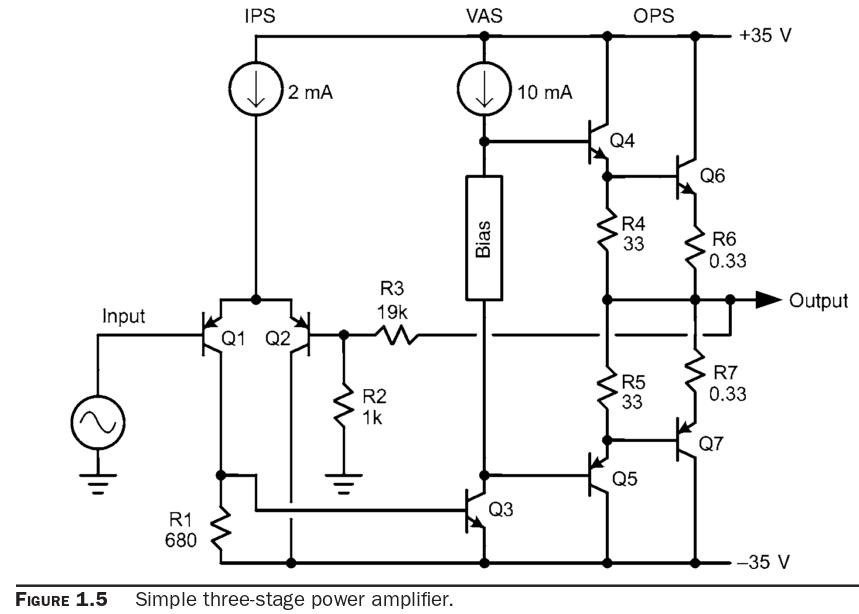 IPS
VAS
OPS
+35 V
2 mA
10 mA
Q4
Q6
Bias
R4
33
R6
0.33
Input
R3
19k
Output
Q1
Q2
R2
1k
R5
33
R7
0.33
Q7
Q5
Q3
R1
680
–35 V
FIGURE 1.5 Simple three-stage power amplifier.